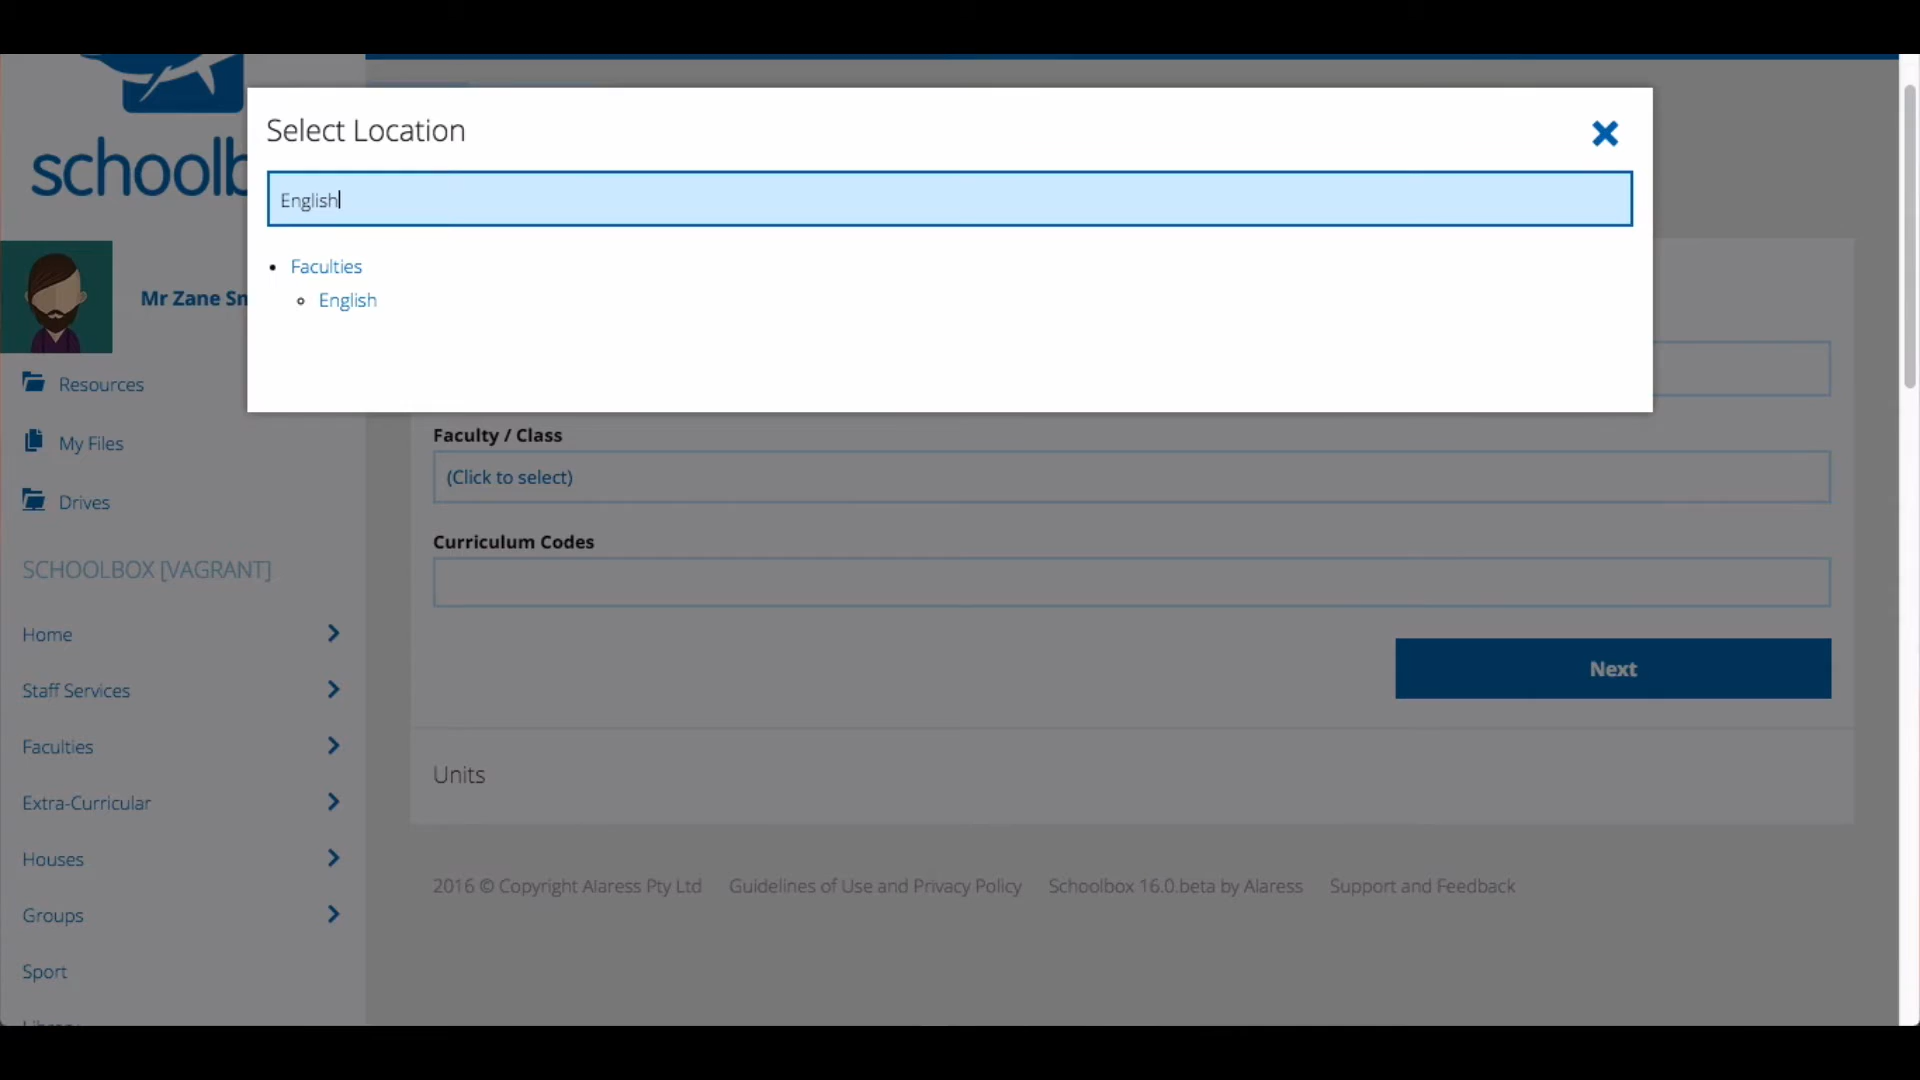 Select Location
English
Faculties
English
schoolb
Mr Zane Sn
Resources
My Files
Drives
SCHOOLBOX [VAGRANT]
Home
Staff Services
Faculties
Extra-Curricular
Houses
Groups
Sport
Faculty / Class
(Click to select)
Curriculum Codes
Next
Units
2016 © Copyright Alaress Pty Ltd Guidelines of Use and Privacy Policy Schoolbox 16.0.beta by Alaress Support and Feedback